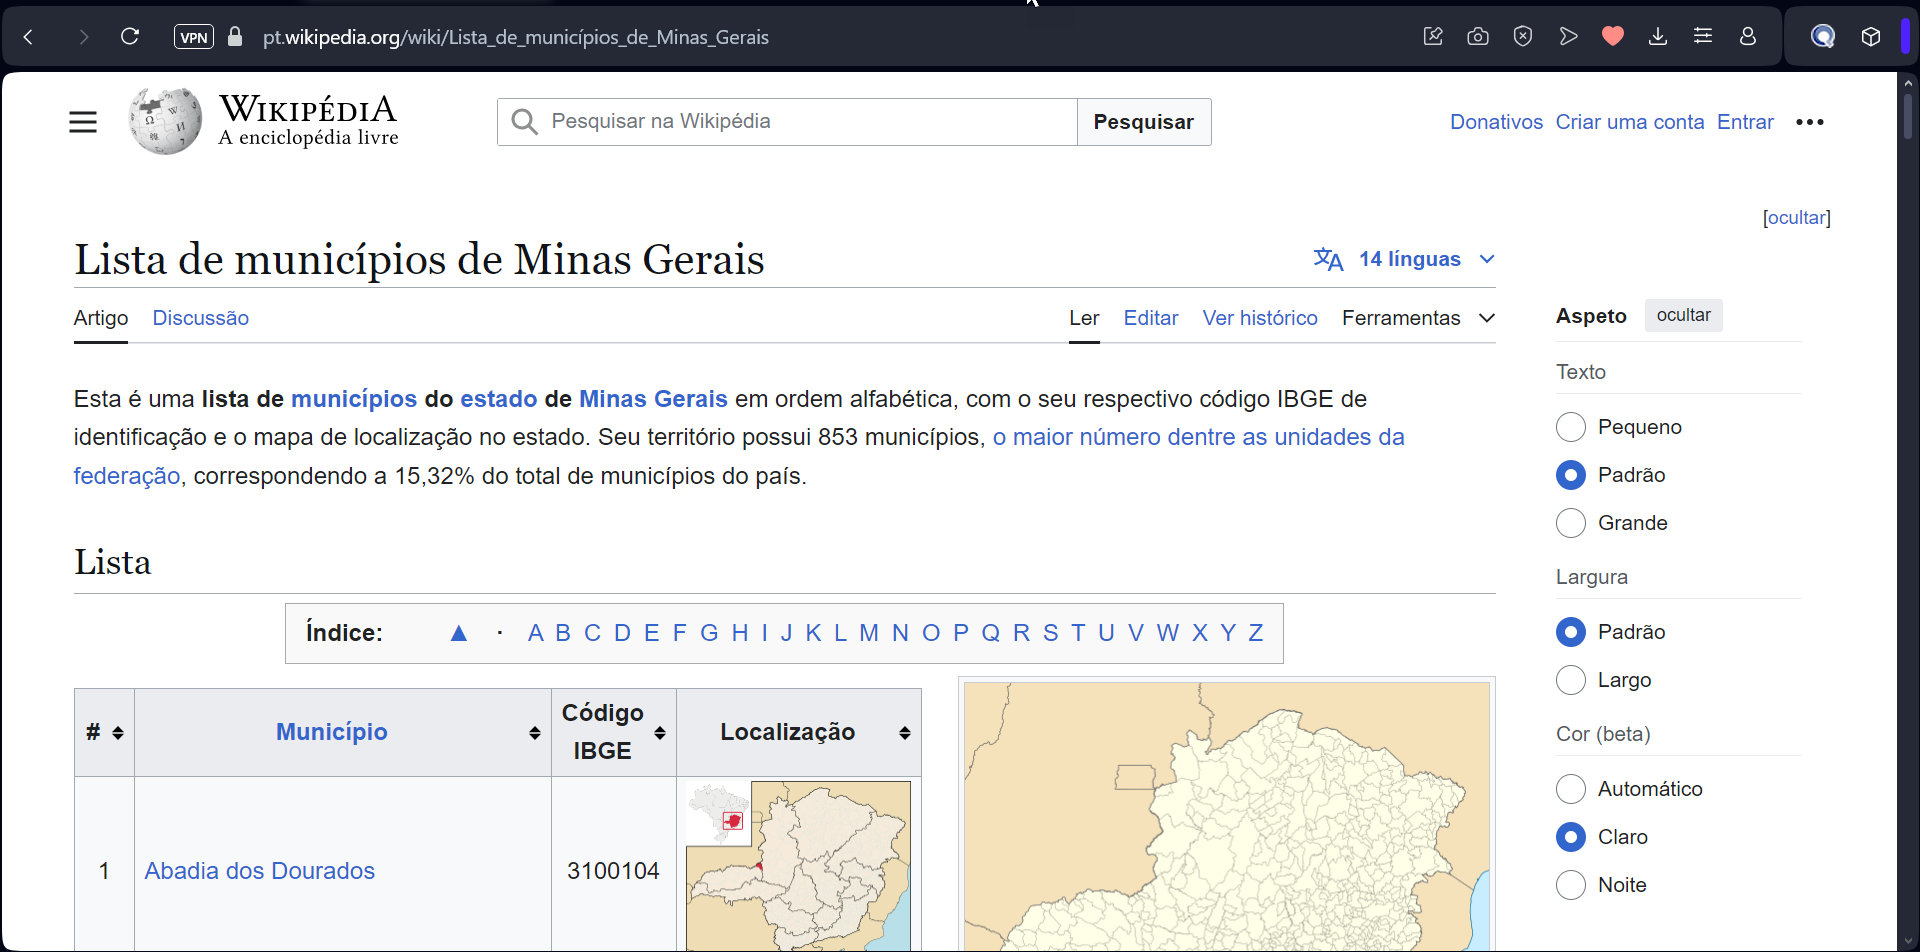 VPN
pt.wikipedia.org/wiki/Lista_de_municípios_de_Minas_Gerais
WIKIPÉDIA
A enciclopédia livre
Pesquisar na Wikipédia
Pesquisar
Donativos Criar uma conta Entrar
[ocultar]
Lista de municípios de Minas Gerais
14 línguas
Artigo Discussão
Ler Editar Ver histórico Ferramentas
Esta é uma lista de municípios do estado de Minas Gerais em ordem alfabética, com o seu respectivo código IBGE de
identificação e o mapa de localização no estado. Seu território possui 853 municípios, o maior número dentre as unidades da
federação, correspondendo a 15,32% do total de municípios do país.
Lista
Índice: ▲ · A B C D E F G H I J K L M N O P Q R S T U V W X Y Z
# Município Código IBGE Localização
1 Abadia dos Dourados 3100104
Aspeto ocultar
Texto
Pequeno
Padrão
Grande
Largura
Padrão
Largo
Cor (beta)
Automático
Claro
Noite